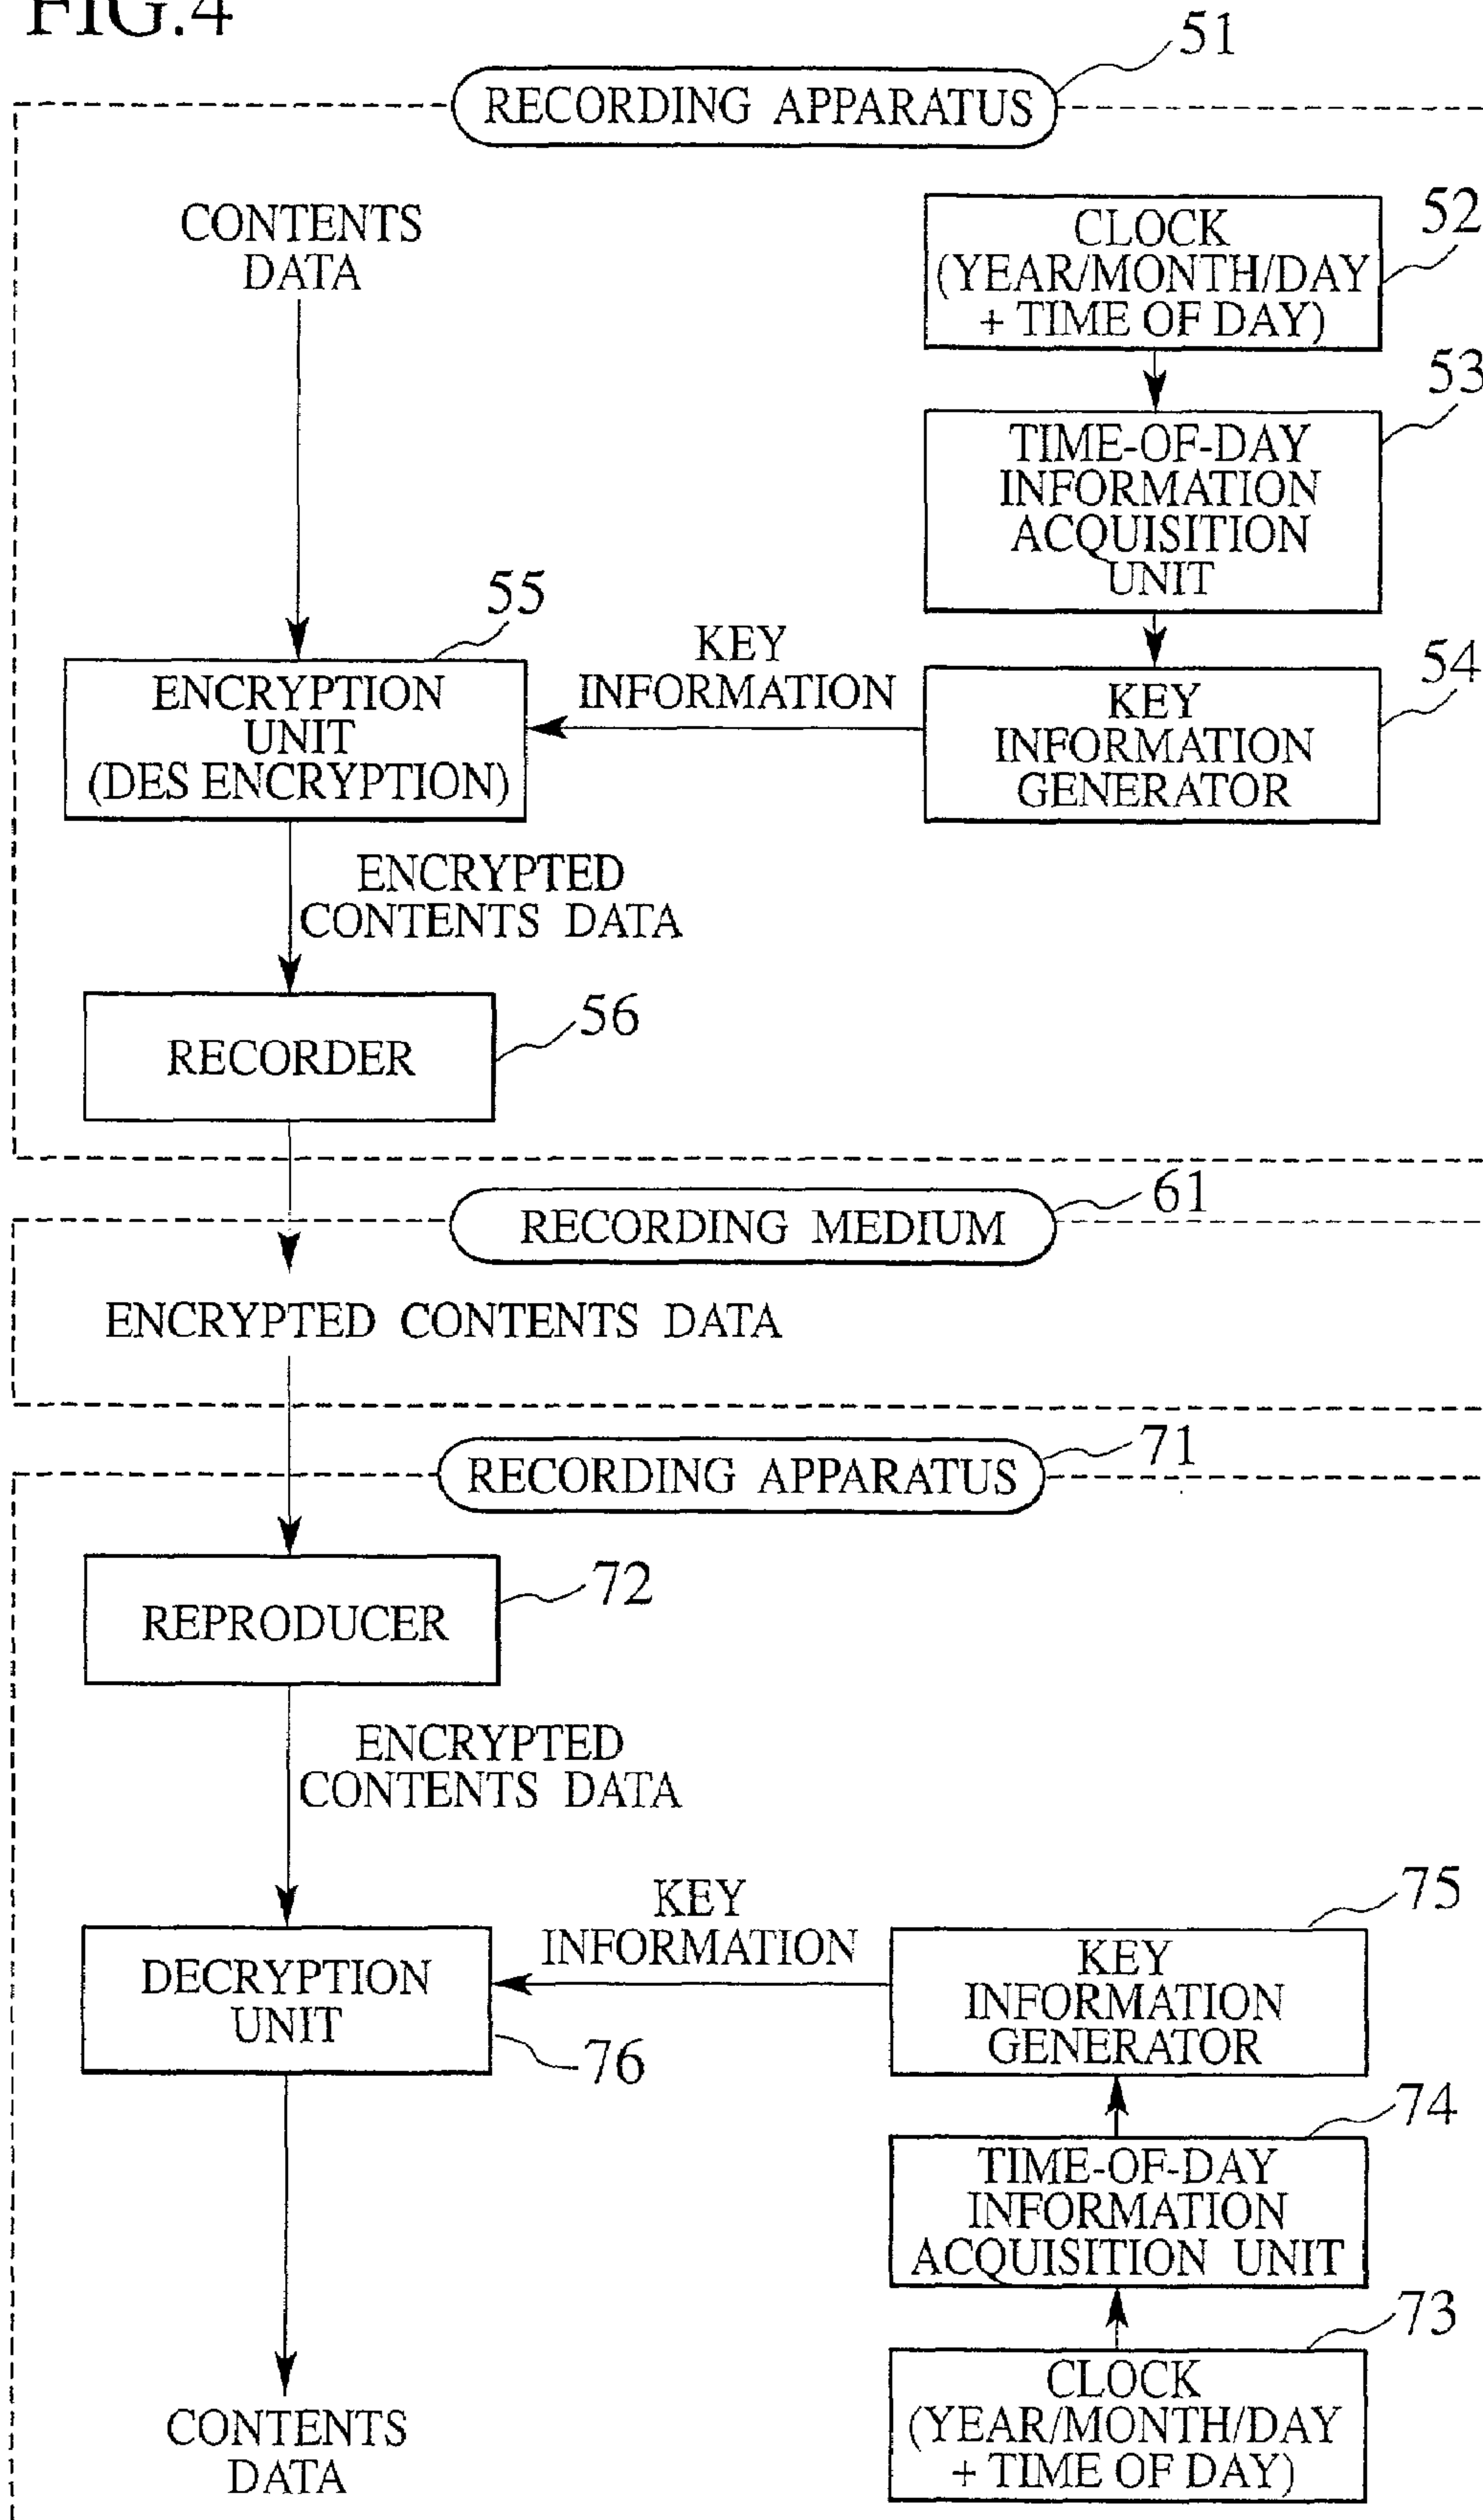 FIG.4
51
RECORDING APPARATUS
CONTENTS
DATA
CLOCK
(YEAR/MONTH/DAY
+ TIME OF DAY)
52
53
TIME-OF-DAY
INFORMATION
ACQUISITION
UNIT
55
ENCRYPTION
UNIT
(DES ENCRYPTION)
KEY
INFORMATION
54
KEY
INFORMATION
GENERATOR
ENCRYPTED
CONTENTS DATA
RECORDER
56
61
RECORDING MEDIUM
ENCRYPTED CONTENTS DATA
71
RECORDING APPARATUS
REPRODUCER
72
ENCRYPTED
CONTENTS DATA
DECRYPTION
UNIT
76
KEY
INFORMATION
75
KEY
INFORMATION
GENERATOR
74
TIME-OF-DAY
INFORMATION
ACQUISITION UNIT
73
CLOCK
(YEAR/MONTH/DAY
+ TIME OF DAY)
CONTENTS
DATA